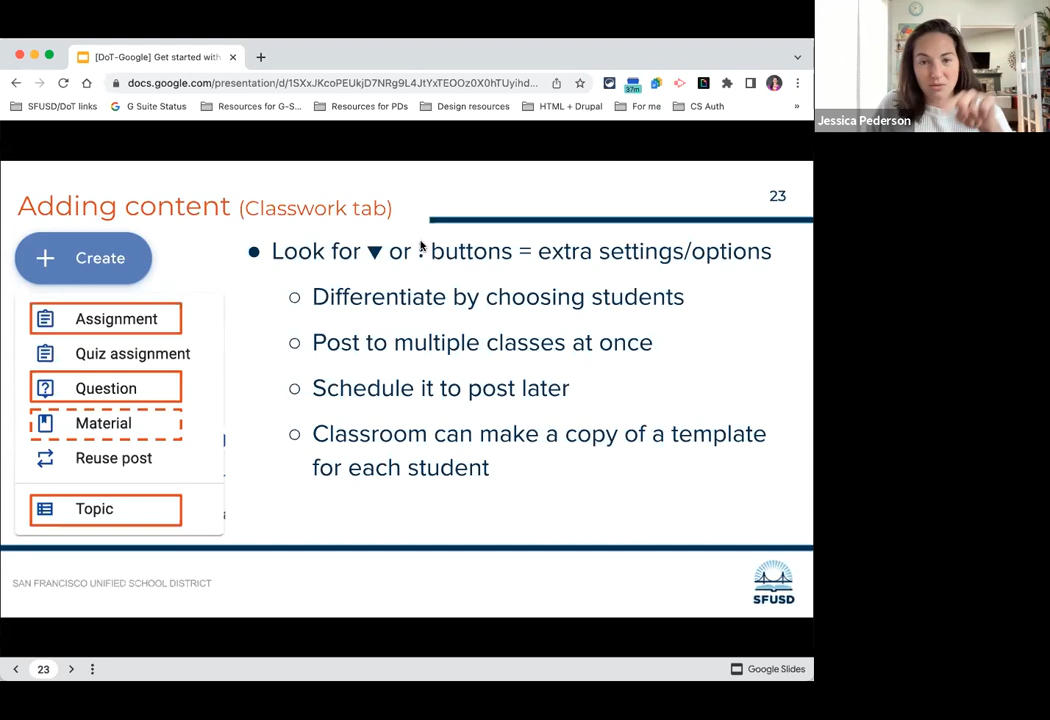 [DoT-Google] Get started with
docs.google.com/presentation/d/1SXxJKcoPEUkjD7NRg9L4JtYxTEOOz0X0hTUyihd...
37m
SFUSD/DoT links
G Suite Status
Resources for G-S...
Resources for PDs
Design resources
HTML + Drupal
For me
CS Auth
»
Jessica Pederson
23
Adding content (Classwork tab)
+ Create
Assignment
Quiz assignment
Question
Material
Reuse post
Topic
● Look for ▼ or ⋮ buttons = extra settings/options
○ Differentiate by choosing students
○ Post to multiple classes at once
○ Schedule it to post later
○ Classroom can make a copy of a template
for each student
SAN FRANCISCO UNIFIED SCHOOL DISTRICT
SFUSD
23
Google Slides